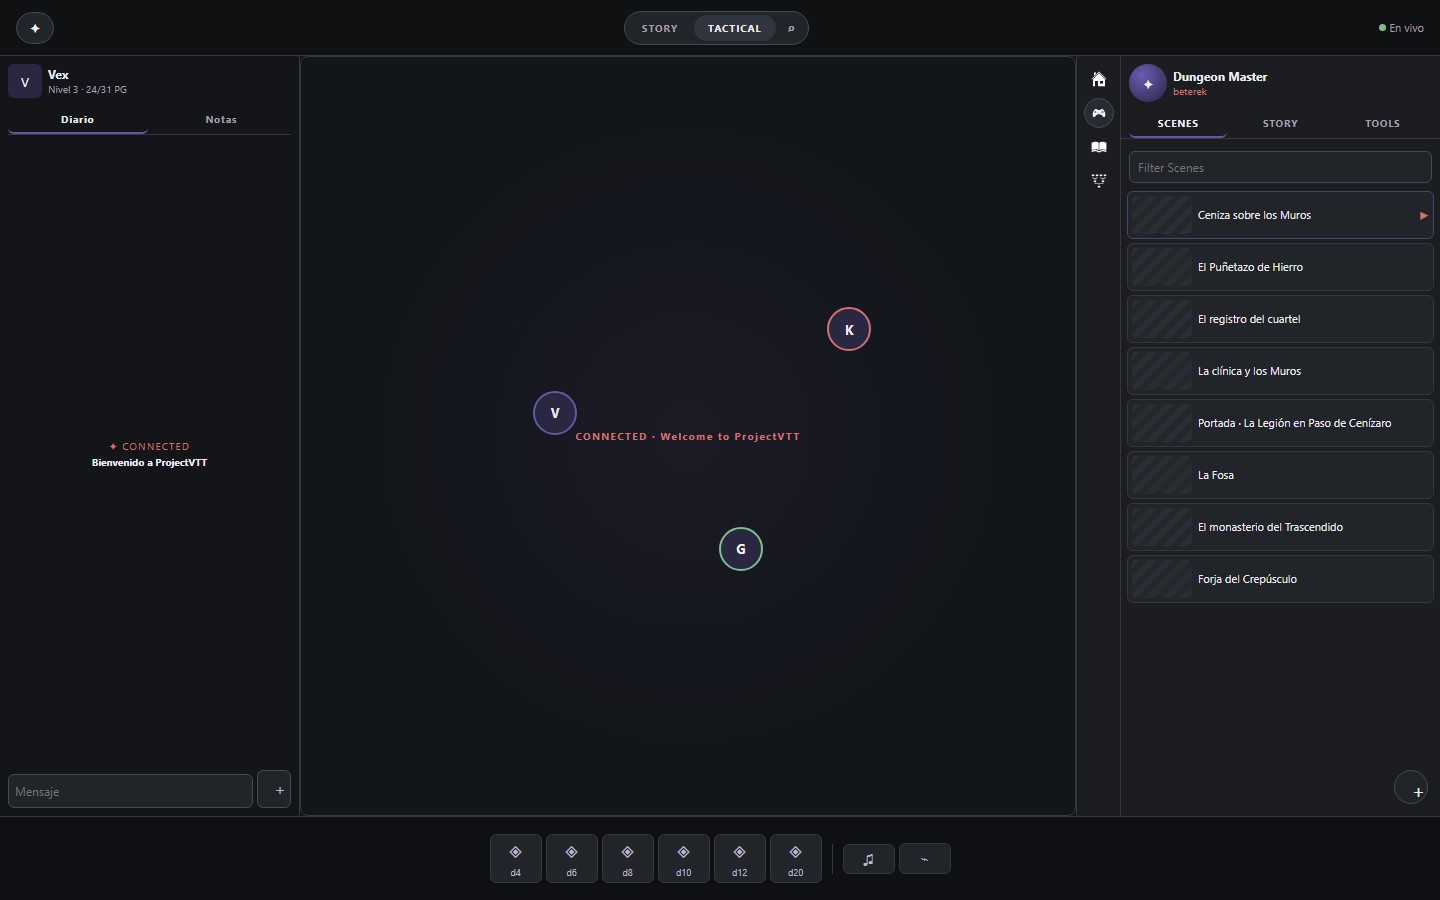 STORY TACTICAL
En vivo
V
Vex
Nivel 3 · 24/31 PG
Diario Notas
✦ CONNECTED
Bienvenido a ProjectVTT
Mensaje +
K
V
CONNECTED · Welcome to ProjectVTT
G
Dungeon Master
beterek
SCENES STORY TOOLS
Filter Scenes
Ceniza sobre los Muros
El Puñetazo de Hierro
El registro del cuartel
La clínica y los Muros
Portada · La Legión en Paso de Cenízaro
La Fosa
El monasterio del Trascendido
Forja del Crepúsculo
+
d4 d6 d8 d10 d12 d20